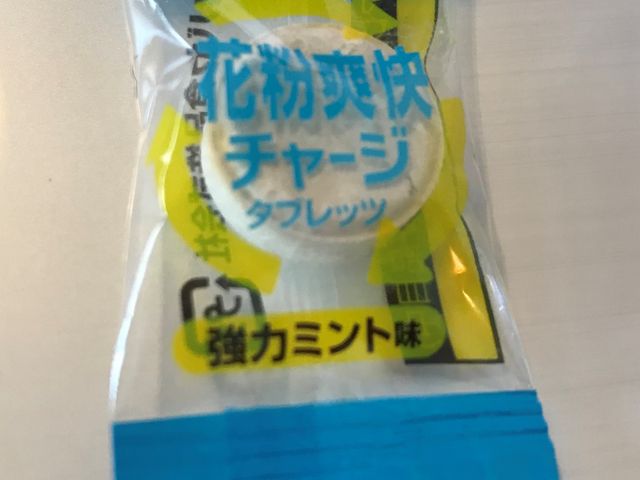 花粉爽快
チャージ
タブレッツ
強力ミント味